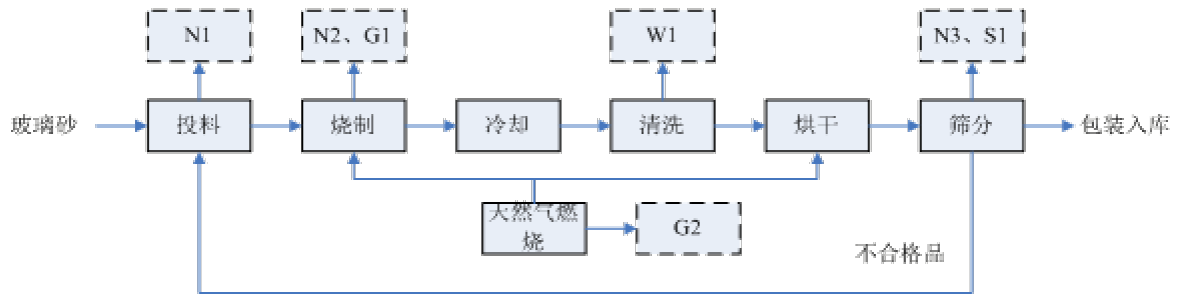 N1
N2、G1
W1
N3、S1
玻璃砂
投料
烧制
冷却
清洗
烘干
筛分
包装入库
天然气燃
烧
G2
不合格品